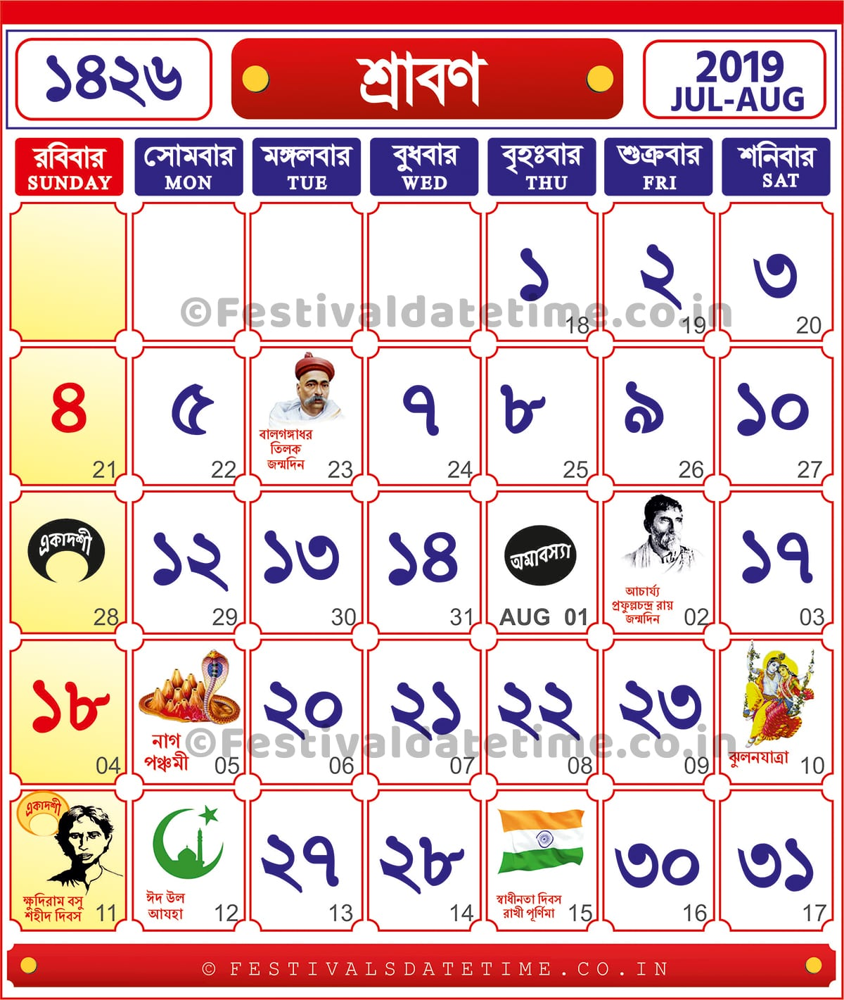 ১৪২৬
শ্রাবণ
2019
JUL-AUG
রবিবার
SUNDAY
সোমবার
MON
মঙ্গলবার
TUE
বুধবার
WED
বৃহঃবার
THU
শুক্রবার
FRI
শনিবার
SAT
১
18
২
19
৩
20
©Festivaldatetime.co.in
৪
21
৫
22
বালগঙ্গাধর
তিলক
জন্মদিন
23
৭
24
৮
25
৯
26
১০
27
একাদশী
28
১২
29
১৩
30
১৪
31
অমাবস্যা
AUG 01
আচার্য্য
প্রফুল্লচন্দ্র রায়
জন্মদিন
02
১৭
03
১৮
04
নাগ
পঞ্চমী
05
২০
06
২১
07
২২
08
২৩
09
ঝুলনযাত্রা
10
©Festivaldatetime.co.in
একাদশী
ক্ষুদিরাম বসু
শহীদ দিবস
11
ঈদ উল
আযহা
12
২৭
13
২৮
14
স্বাধীনতা দিবস
রাখী পূর্ণিমা
15
৩০
16
৩১
17
© FESTIVALSDATETIME.CO.IN